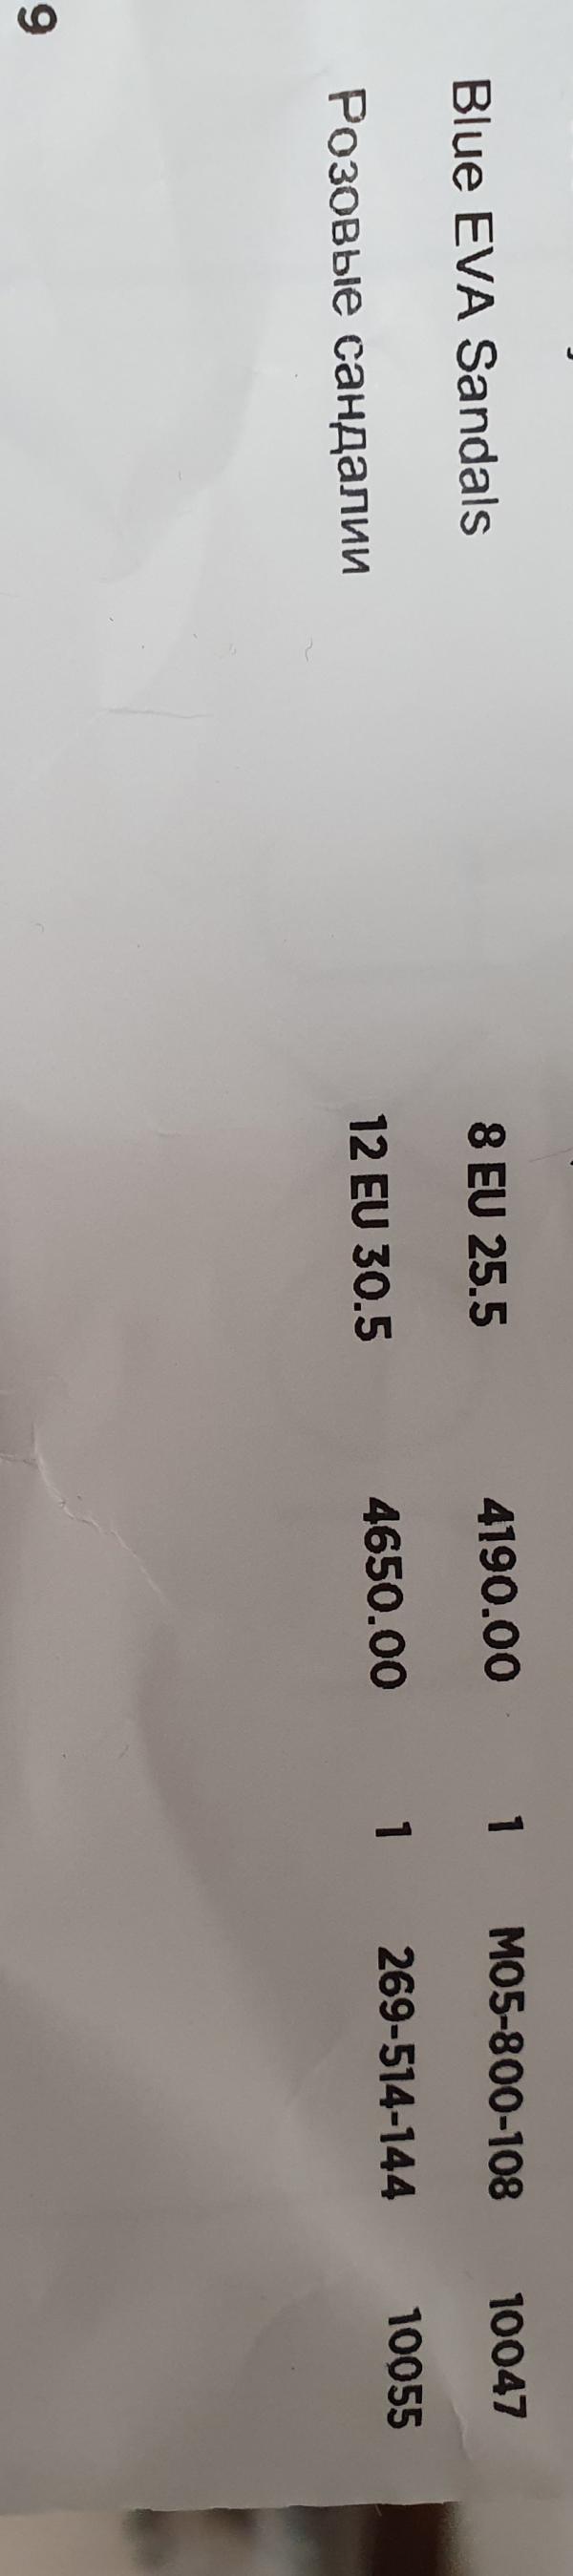 Blue EVA Sandals 8 EU 25.5 4190.00 1 M05-800-108 10047
Розовые сандалии 12 EU 30.5 4650.00 1 269-514-144 10055
9